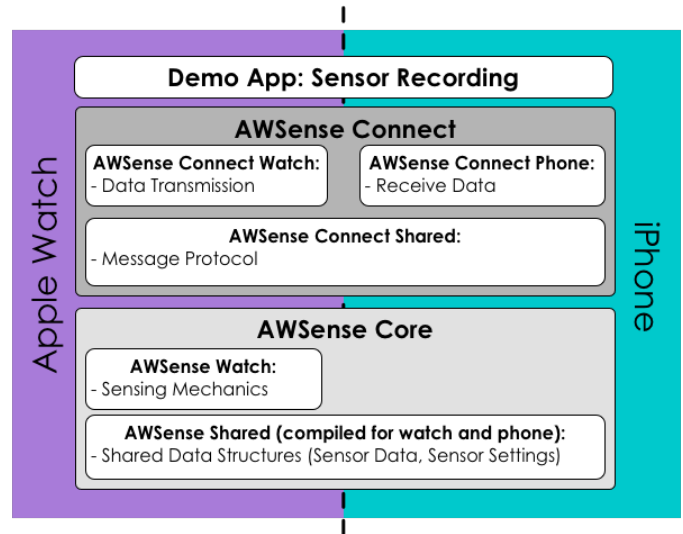 Demo App: Sensor Recording
AWSense Connect
AWSense Connect Watch:
- Data Transmission
AWSense Connect Phone:
- Receive Data
AWSense Connect Shared:
- Message Protocol
AWSense Core
AWSense Watch:
- Sensing Mechanics
AWSense Shared (compiled for watch and phone):
- Shared Data Structures (Sensor Data, Sensor Settings)
Apple Watch
iPhone